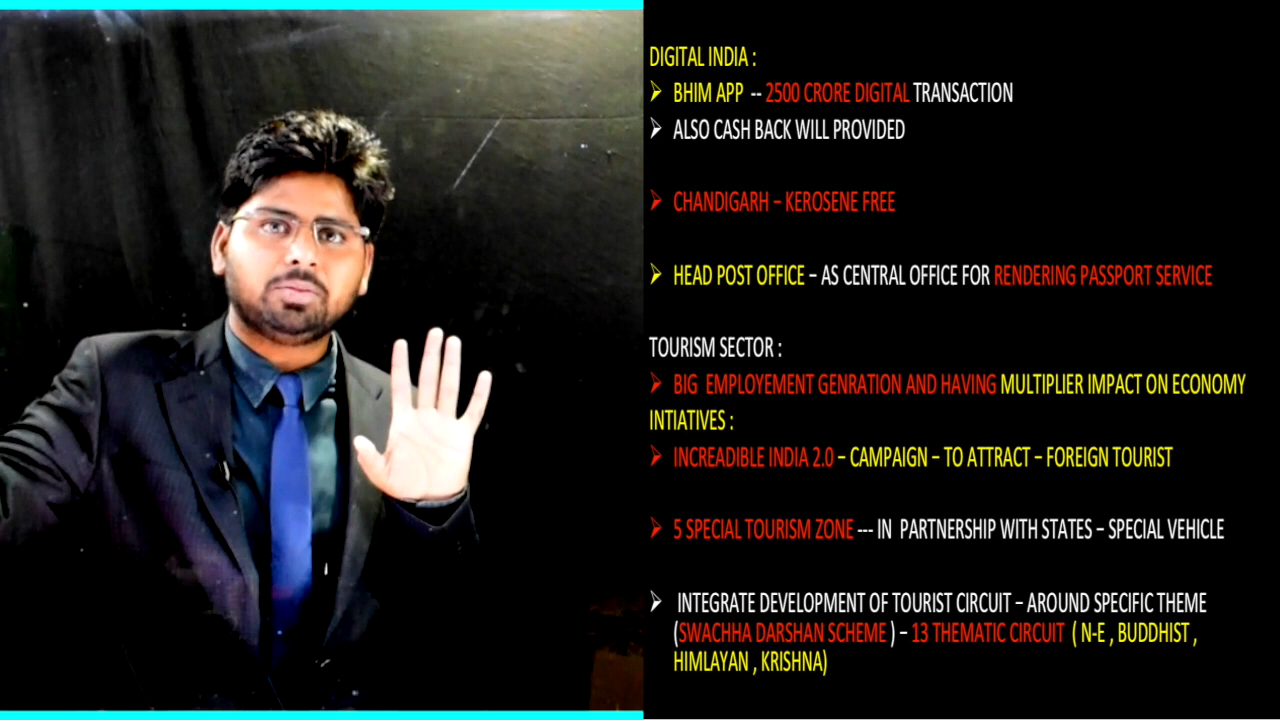 DIGITAL INDIA :
➢ BHIM APP -- 2500 CRORE DIGITAL TRANSACTION
➢ ALSO CASH BACK WILL PROVIDED
➢ CHANDIGARH – KEROSENE FREE
➢ HEAD POST OFFICE – AS CENTRAL OFFICE FOR RENDERING PASSPORT SERVICE
TOURISM SECTOR :
➢ BIG EMPLOYEMENT GENRATION AND HAVING MULTIPLIER IMPACT ON ECONOMY
INTIATIVES :
➢ INCREADIBLE INDIA 2.0 – CAMPAIGN – TO ATTRACT – FOREIGN TOURIST
➢ 5 SPECIAL TOURISM ZONE --- IN PARTNERSHIP WITH STATES – SPECIAL VEHICLE
➢ INTEGRATE DEVELOPMENT OF TOURIST CIRCUIT – AROUND SPECIFIC THEME
(SWACHHA DARSHAN SCHEME ) – 13 THEMATIC CIRCUIT ( N-E , BUDDHIST ,
HIMLAYAN , KRISHNA)